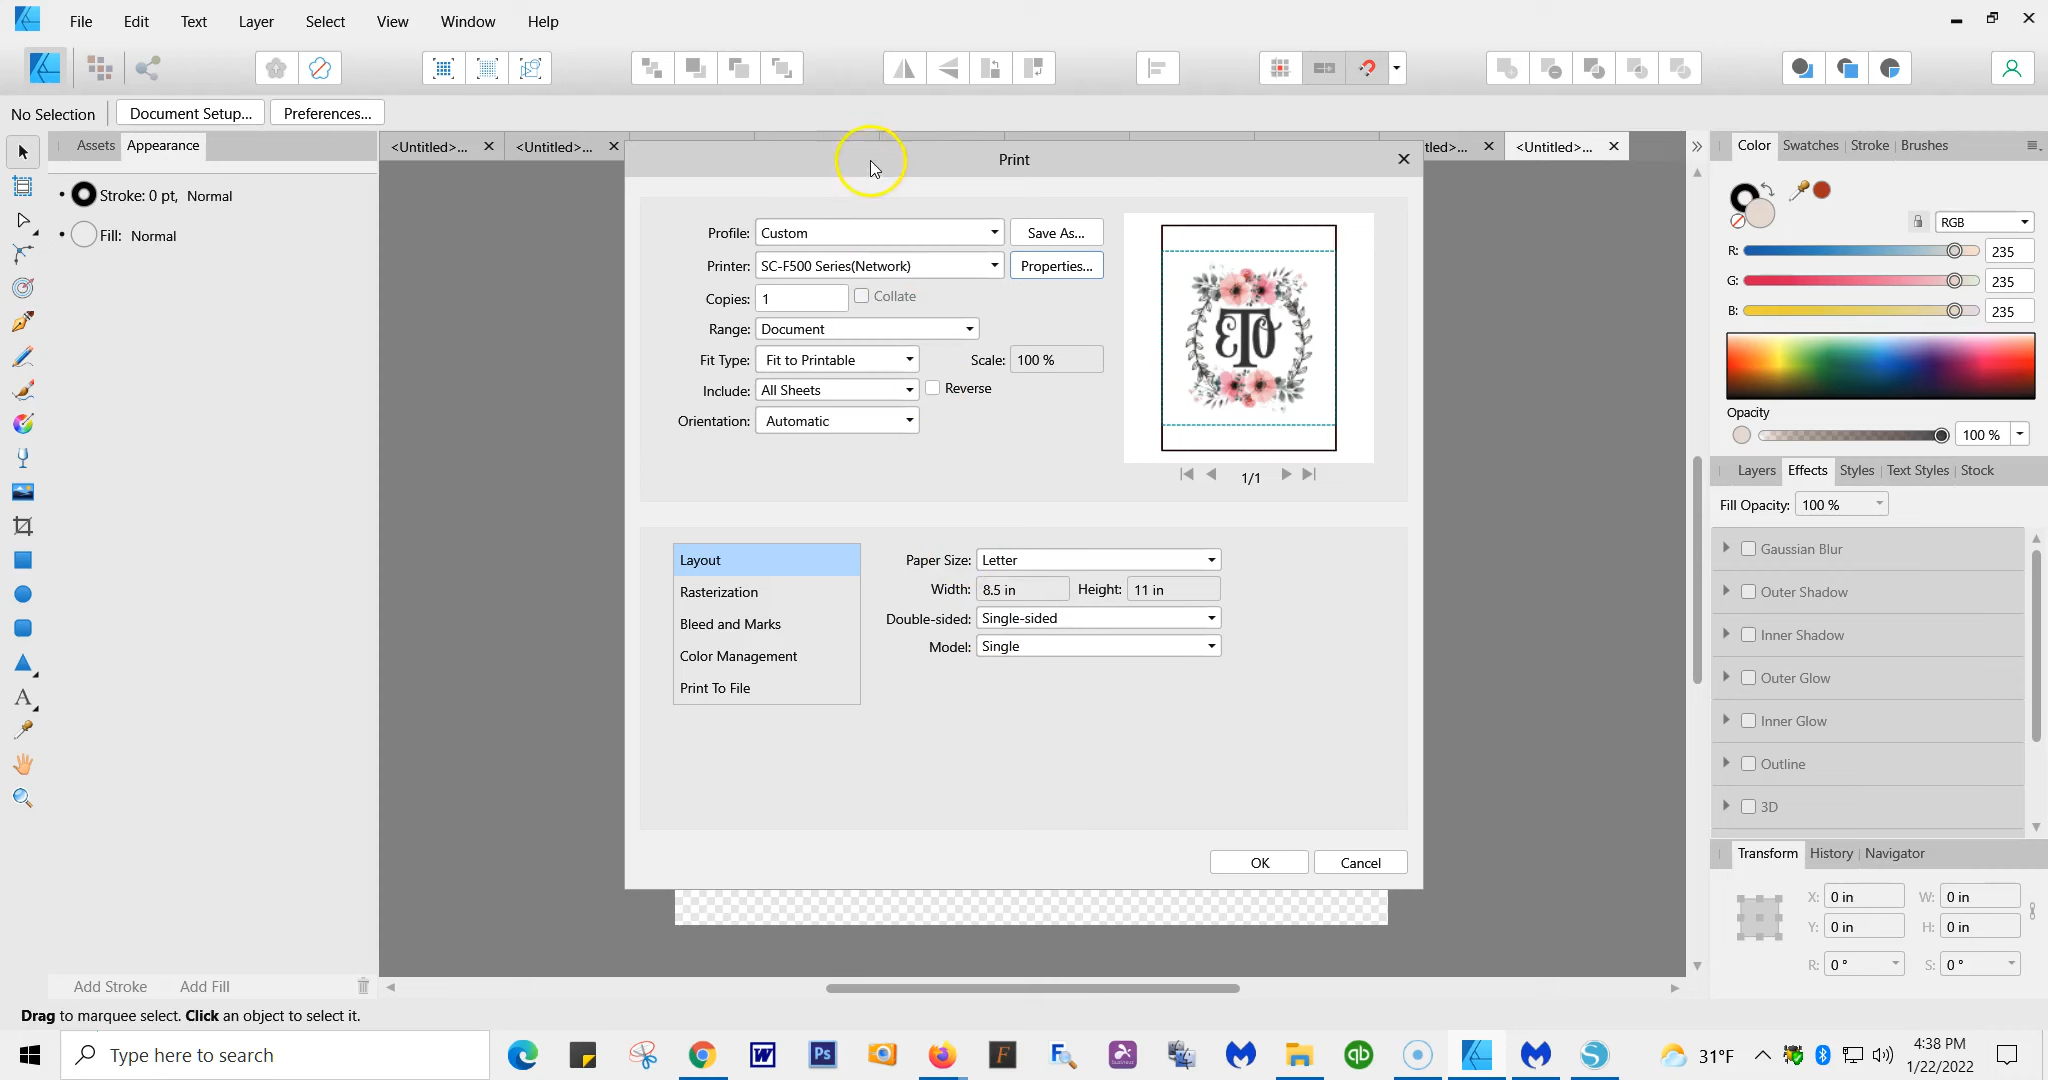 File Edit Text Layer Select View Window Help
No Selection Document Setup... Preferences...
Assets Appearance
<Untitled>... <Untitled>... tled>... <Untitled>...
Stroke: 0 pt, Normal
Fill: Normal
Print
Profile: Custom Save As...
Printer: SC-F500 Series(Network) Properties...
Copies: 1 Collate
Range: Document
Fit Type: Fit to Printable Scale: 100 %
Include: All Sheets Reverse
Orientation: Automatic
ETO
1/1
Layout
Rasterization
Bleed and Marks
Color Management
Print To File
Paper Size: Letter
Width: 8.5 in Height: 11 in
Double-sided: Single-sided
Model: Single
OK Cancel
Color Swatches Stroke Brushes
RGB
R: 235
G: 235
B: 235
Opacity
100 %
Layers Effects Styles Text Styles Stock
Fill Opacity: 100 %
Gaussian Blur
Outer Shadow
Inner Shadow
Outer Glow
Inner Glow
Outline
3D
Transform History Navigator
X: 0 in W: 0 in
Y: 0 in H: 0 in
R: 0 ° S: 0 °
Add Stroke Add Fill
Drag to marquee select. Click an object to select it.
Type here to search
W Ps F qb
31°F
4:38 PM
1/22/2022